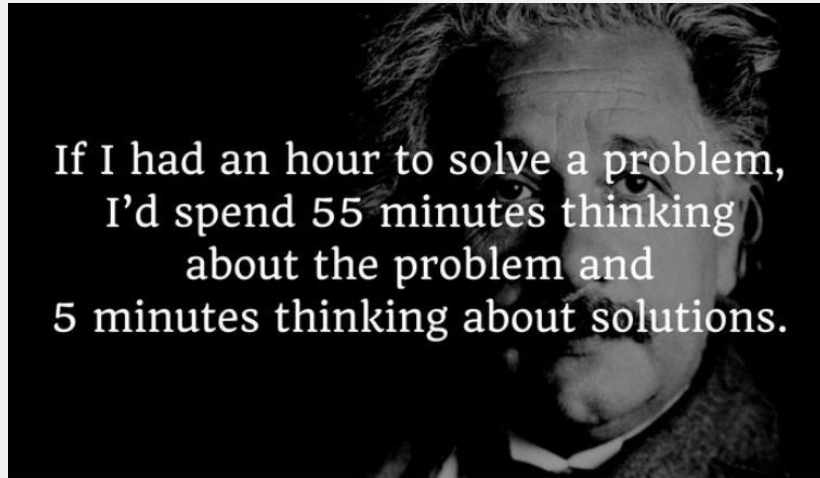 If I had an hour to solve a problem,
I’d spend 55 minutes thinking
about the problem and
5 minutes thinking about solutions.